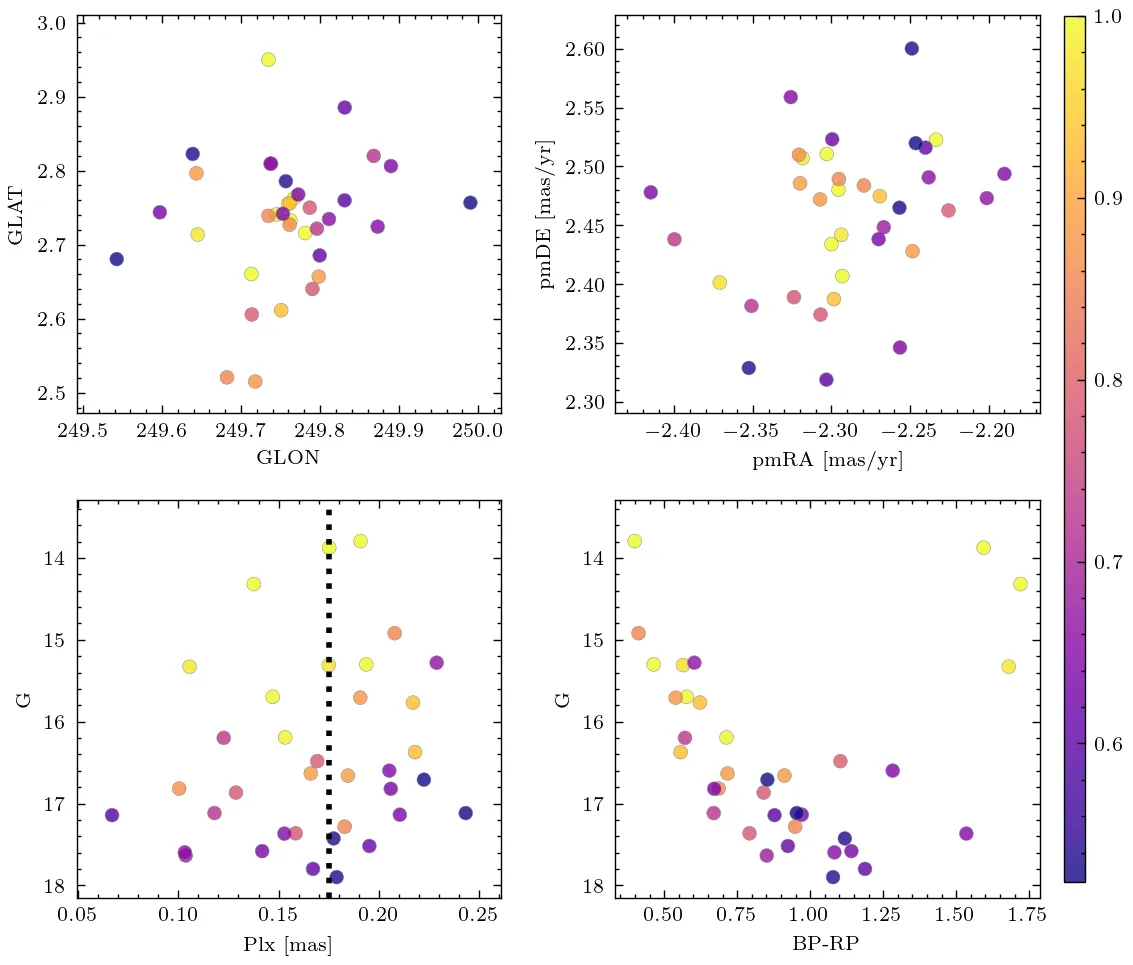 3.0
2.9
2.8
2.7
2.6
2.5
GLAT
249.5 249.6 249.7 249.8 249.9 250.0
GLON
2.60
2.55
2.50
2.45
2.40
2.35
2.30
pmDE [mas/yr]
−2.40 −2.35 −2.30 −2.25 −2.20
pmRA [mas/yr]
14
15
16
17
18
G
0.05 0.10 0.15 0.20 0.25
Plx [mas]
14
15
16
17
18
G
0.50 0.75 1.00 1.25 1.50 1.75
BP-RP
1.0
0.9
0.8
0.7
0.6